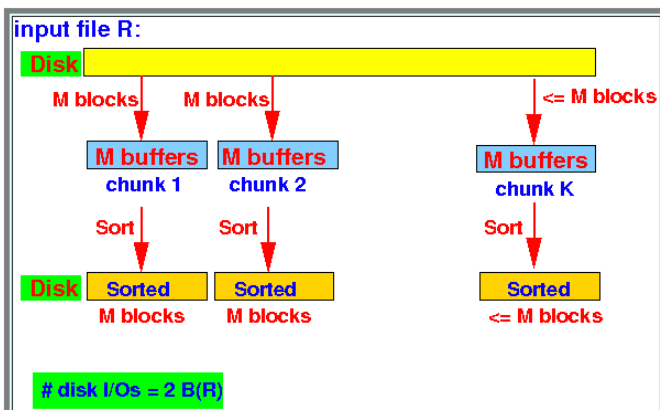 input file R:
Disk
M blocks M blocks <= M blocks
M buffers M buffers M buffers
chunk 1 chunk 2 chunk K
Sort Sort Sort
Disk Sorted Sorted Sorted
M blocks M blocks <= M blocks
# disk I/Os = 2 B(R)